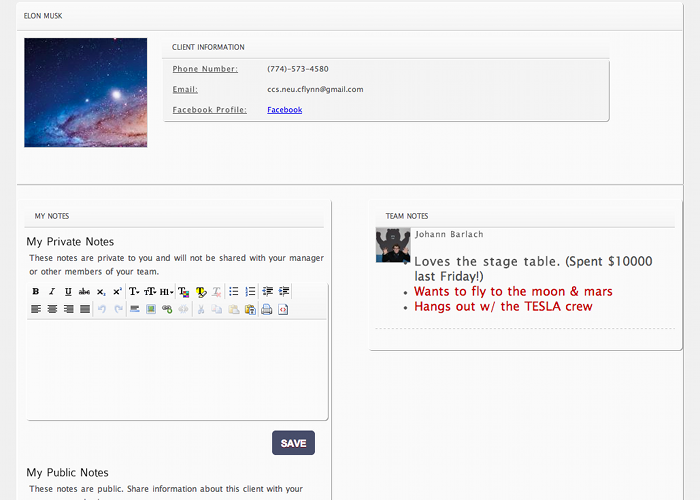 ELON MUSK
CLIENT INFORMATION
Phone Number: (774)-573-4580
Email: ccs.neu.cflynn@gmail.com
Facebook Profile: Facebook
MY NOTES
My Private Notes
These notes are private to you and will not be shared with your manager
or other members of your team.
B I U abc x₂ x² T T H1 T T T
SAVE
My Public Notes
These notes are public. Share information about this client with your
TEAM NOTES
Johann Barlach
Loves the stage table. (Spent $10000
last Friday!)
Wants to fly to the moon & mars
Hangs out w/ the TESLA crew